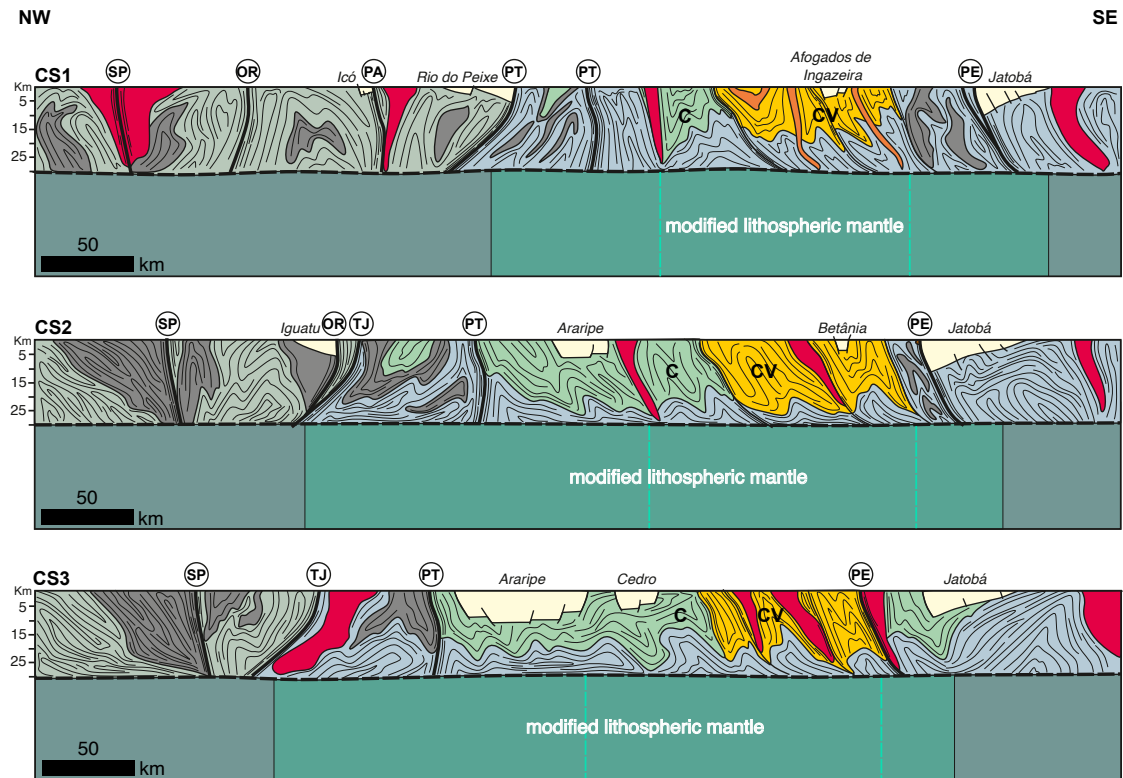 NW SE
CS1 SP OR Icó PA Rio do Peixe PT PT Afogados de
Ingazeira PE Jatobá
Km
5
15
25
C CV
modified lithospheric mantle
50
km
CS2 SP Iguatu OR TJ PT Araripe Betânia PE Jatobá
Km
5
15
25
C CV
modified lithospheric mantle
50
km
CS3 SP TJ PT Araripe Cedro PE Jatobá
Km
5
15
25
C CV
modified lithospheric mantle
50
km